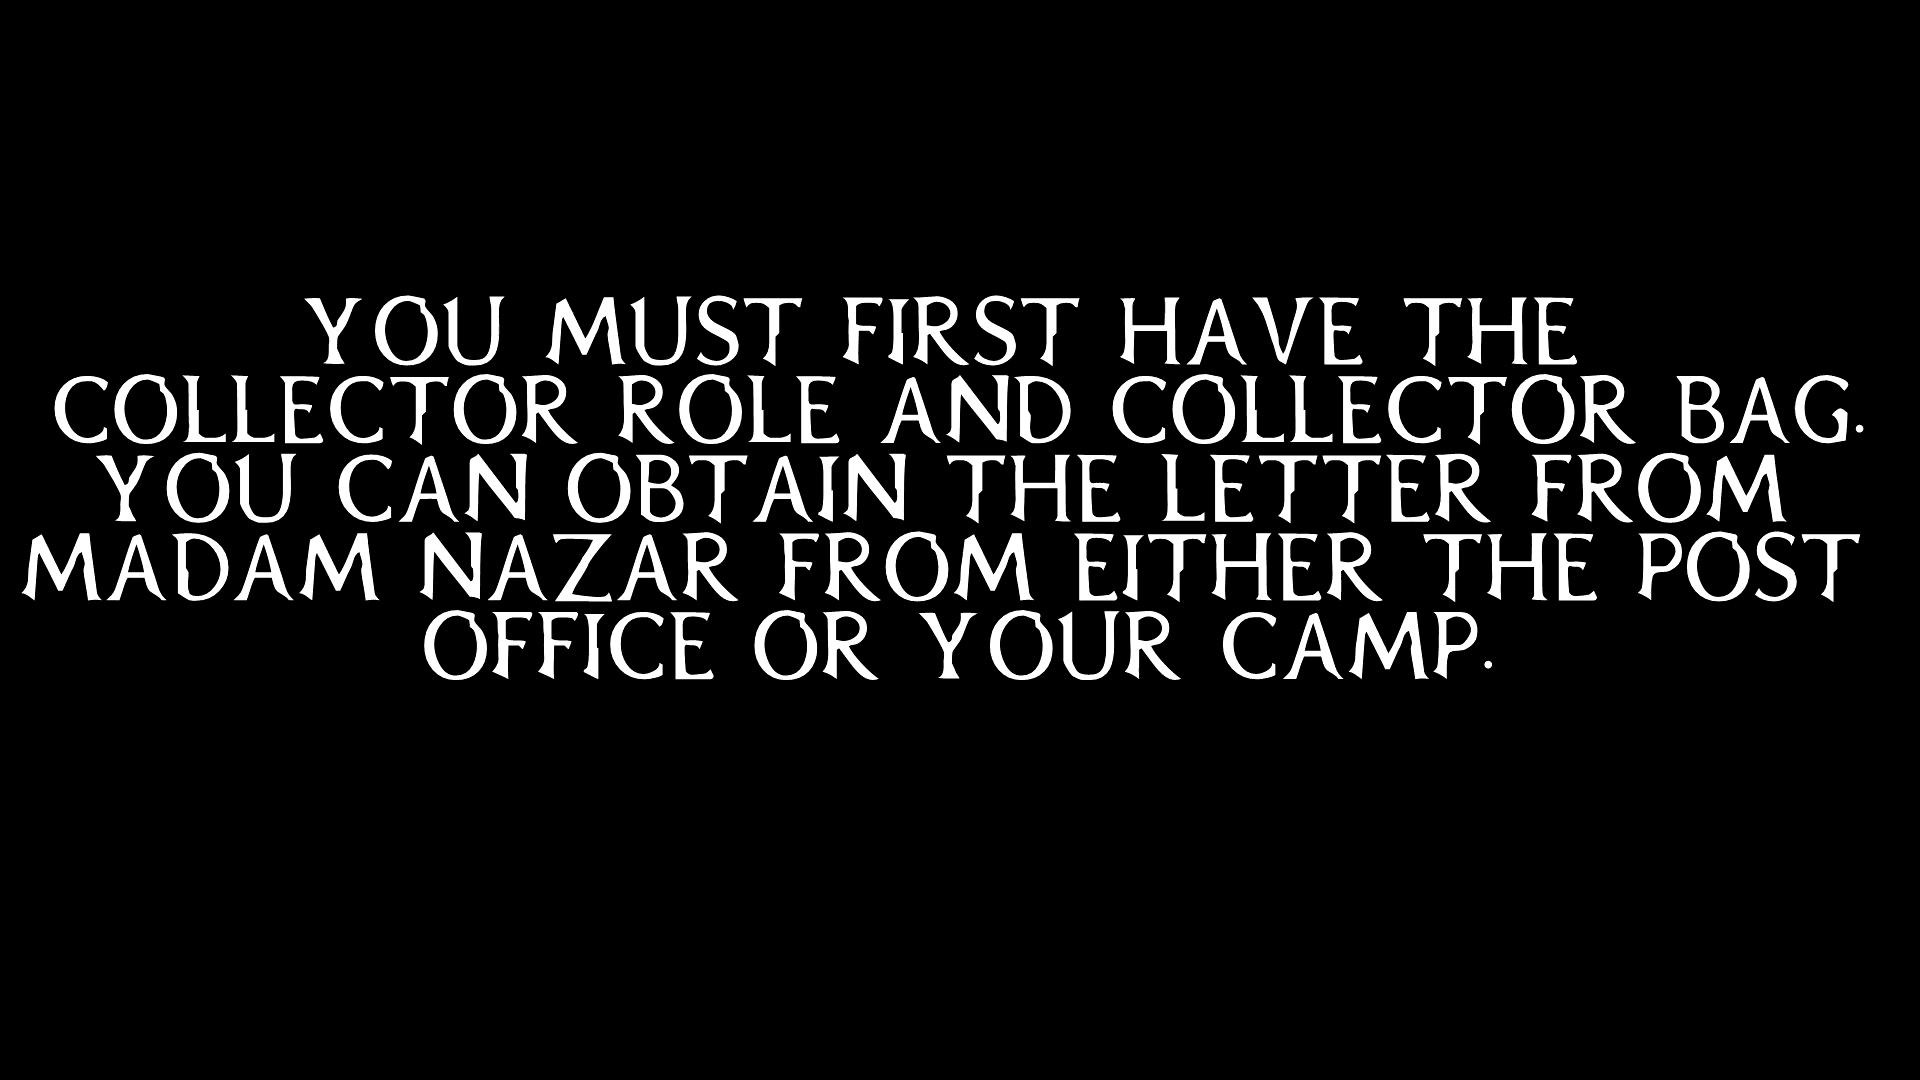 YOU MUST FIRST HAVE THE
COLLECTOR ROLE AND COLLECTOR BAG.
YOU CAN OBTAIN THE LETTER FROM
MADAM NAZAR FROM EITHER THE POST
OFFICE OR YOUR CAMP.